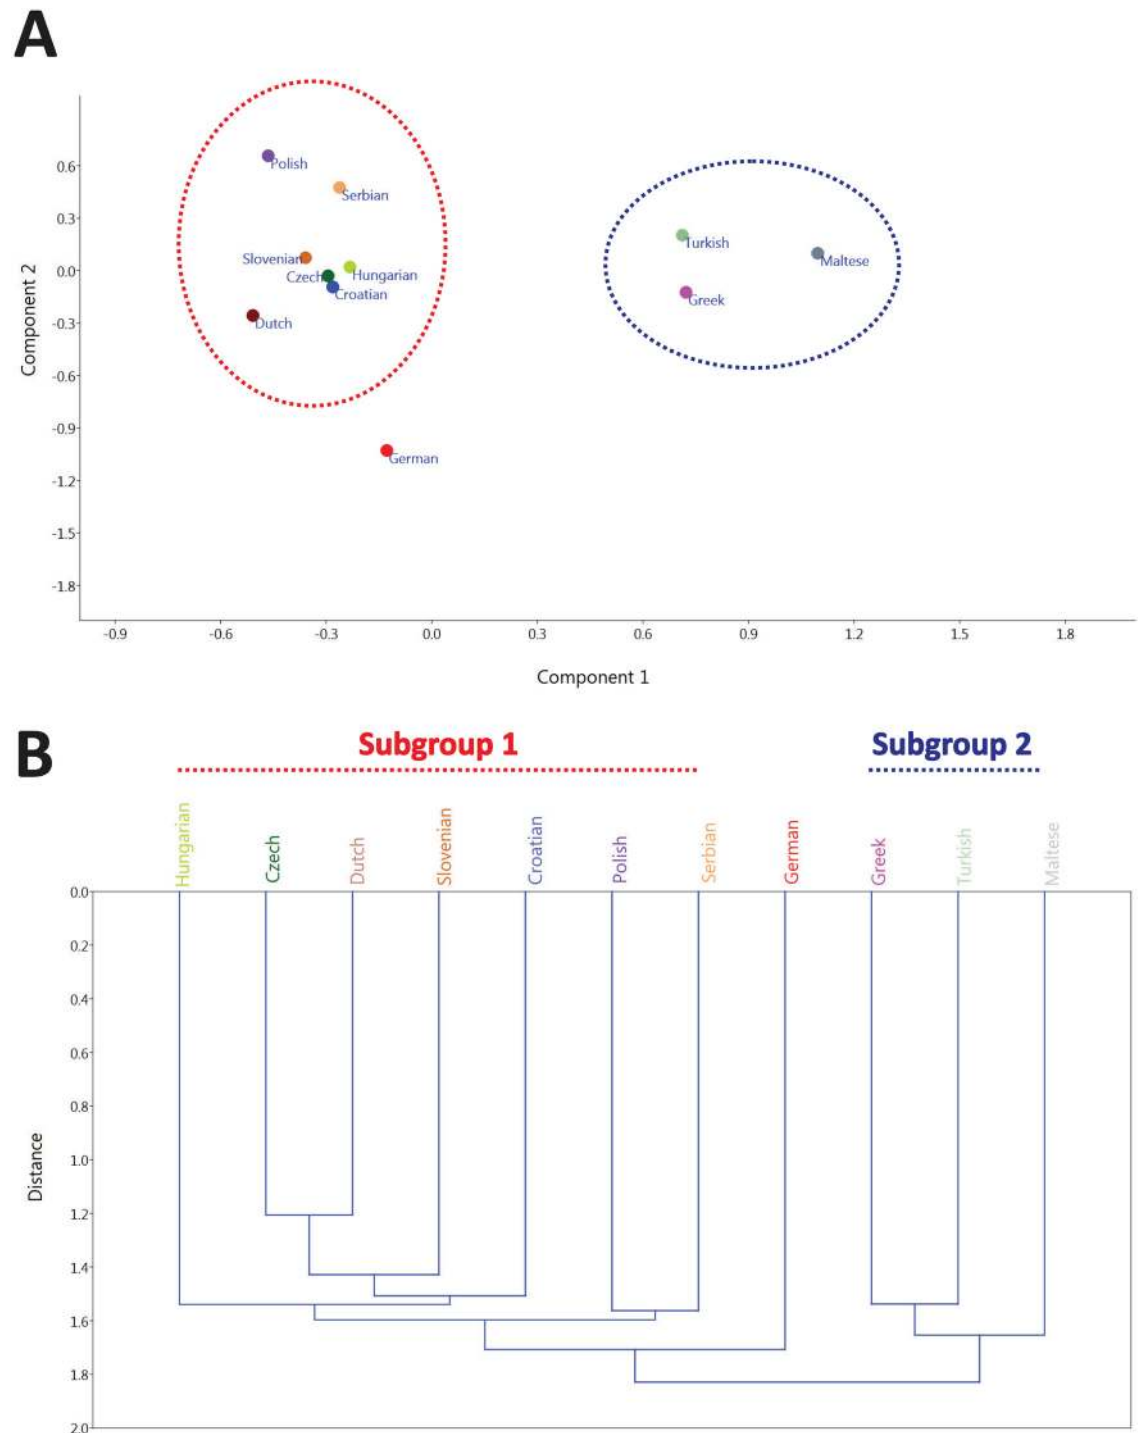 A
0.6
0.3
0.0
-0.3
-0.6
-0.9
-1.2
-1.5
-1.8
Component 2
Polish
Serbian
Slovenian
Czech
Hungarian
Croatian
Dutch
German
Turkish
Maltese
Greek
-0.9 -0.6 -0.3 0.0 0.3 0.6 0.9 1.2 1.5 1.8
Component 1
B
Subgroup 1 Subgroup 2
Hungarian Czech Dutch Slovenian Croatian Polish Serbian German Greek Turkish Maltese
0.0
0.2
0.4
0.6
0.8
1.0
1.2
1.4
1.6
1.8
2.0
Distance